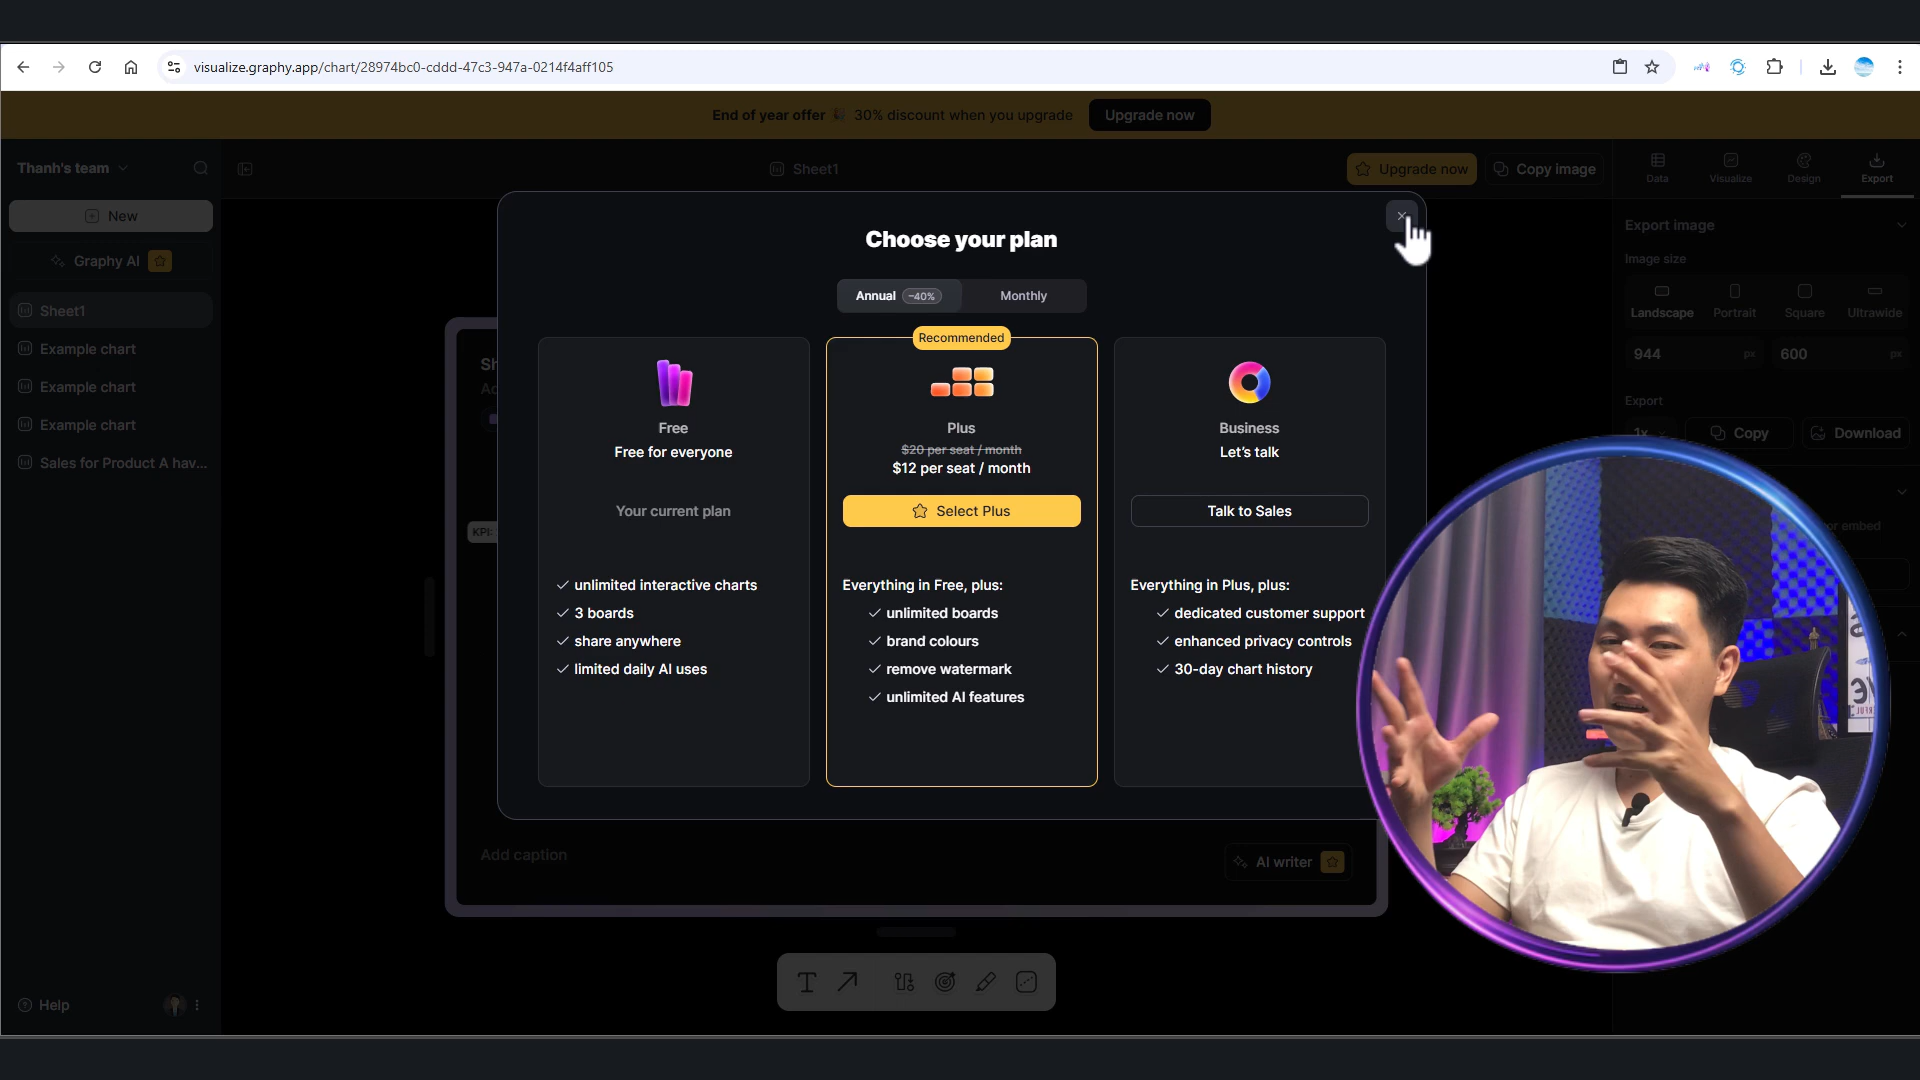 visualize.graphy.app/chart/28974bc0-cddd-47c3-947a-0214f4aff105
End of year offer 🎉 30% discount when you upgrade
Upgrade now
Thanh's team
Sheet1
Upgrade now
Copy image
Data
Visualize
Design
Export
New
Graphy AI
Sheet1
Example chart
Example chart
Example chart
Sales for Product A hav...
Help
Choose your plan
Annual -40%
Monthly
Free
Free for everyone
Your current plan
unlimited interactive charts
3 boards
share anywhere
limited daily AI uses
Recommended
Plus
$20 per seat / month
$12 per seat / month
Select Plus
Everything in Free, plus:
unlimited boards
brand colours
remove watermark
unlimited AI features
Business
Let's talk
Talk to Sales
Everything in Plus, plus:
dedicated customer support
enhanced privacy controls
30-day chart history
KPI:
Add caption
AI writer
Export image
Image size
Landscape
Portrait
Square
Ultrawide
944 px
600 px
Export
1x
Copy
Download
or embed